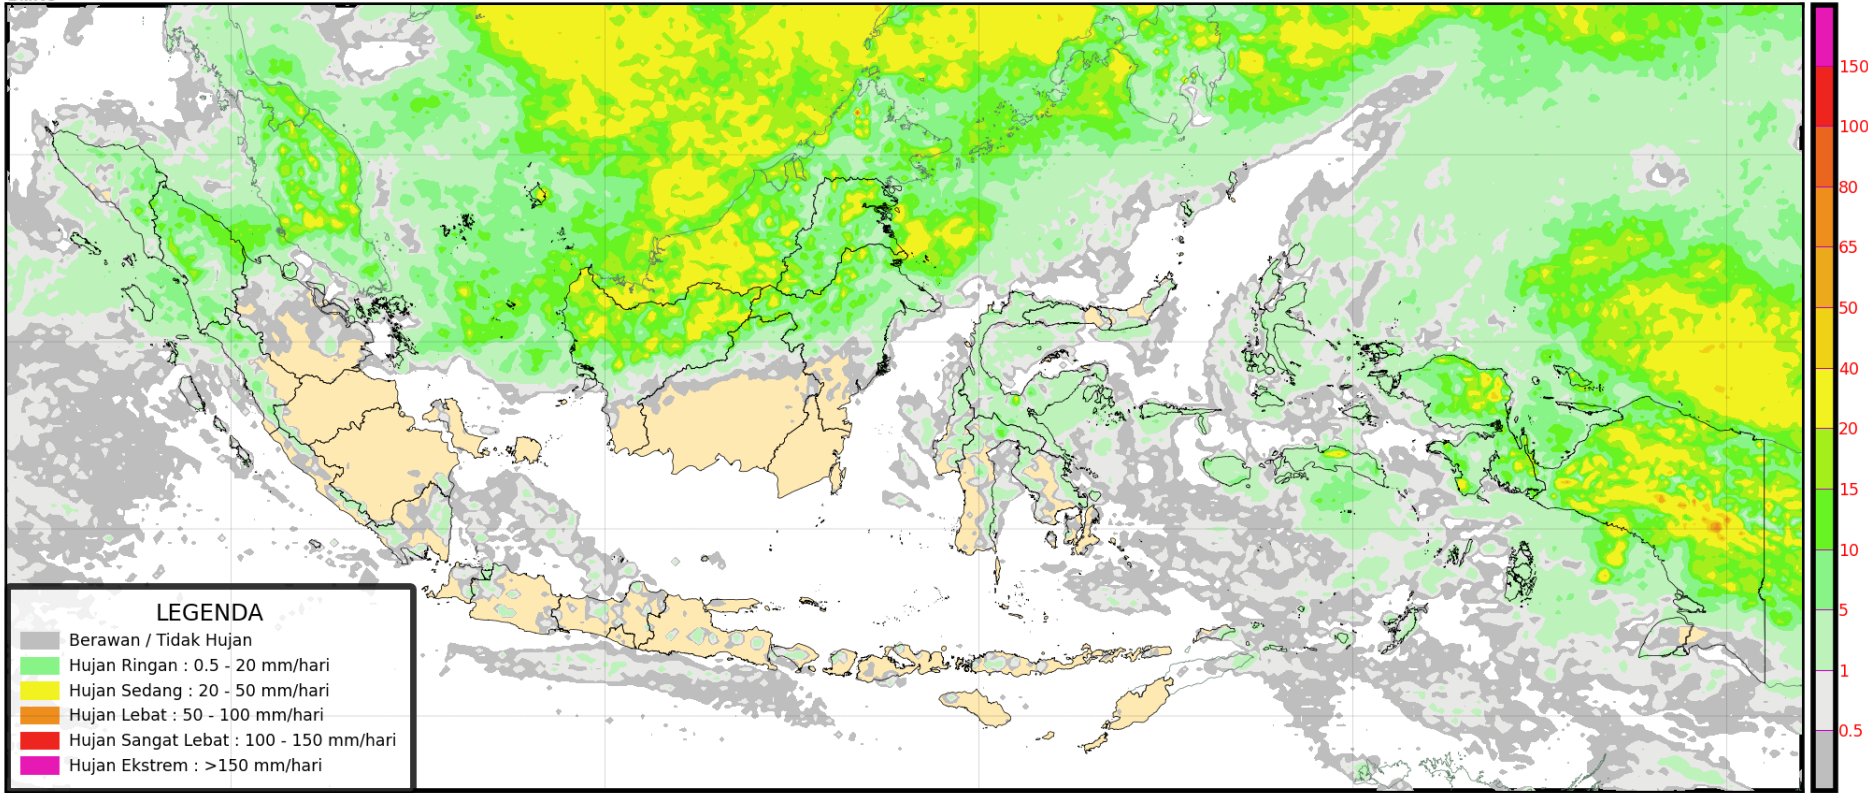 LEGENDA
Berawan / Tidak Hujan
Hujan Ringan : 0.5 - 20 mm/hari
Hujan Sedang : 20 - 50 mm/hari
Hujan Lebat : 50 - 100 mm/hari
Hujan Sangat Lebat : 100 - 150 mm/hari
Hujan Ekstrem : >150 mm/hari
150
100
80
65
50
40
20
15
10
5
1
0.5